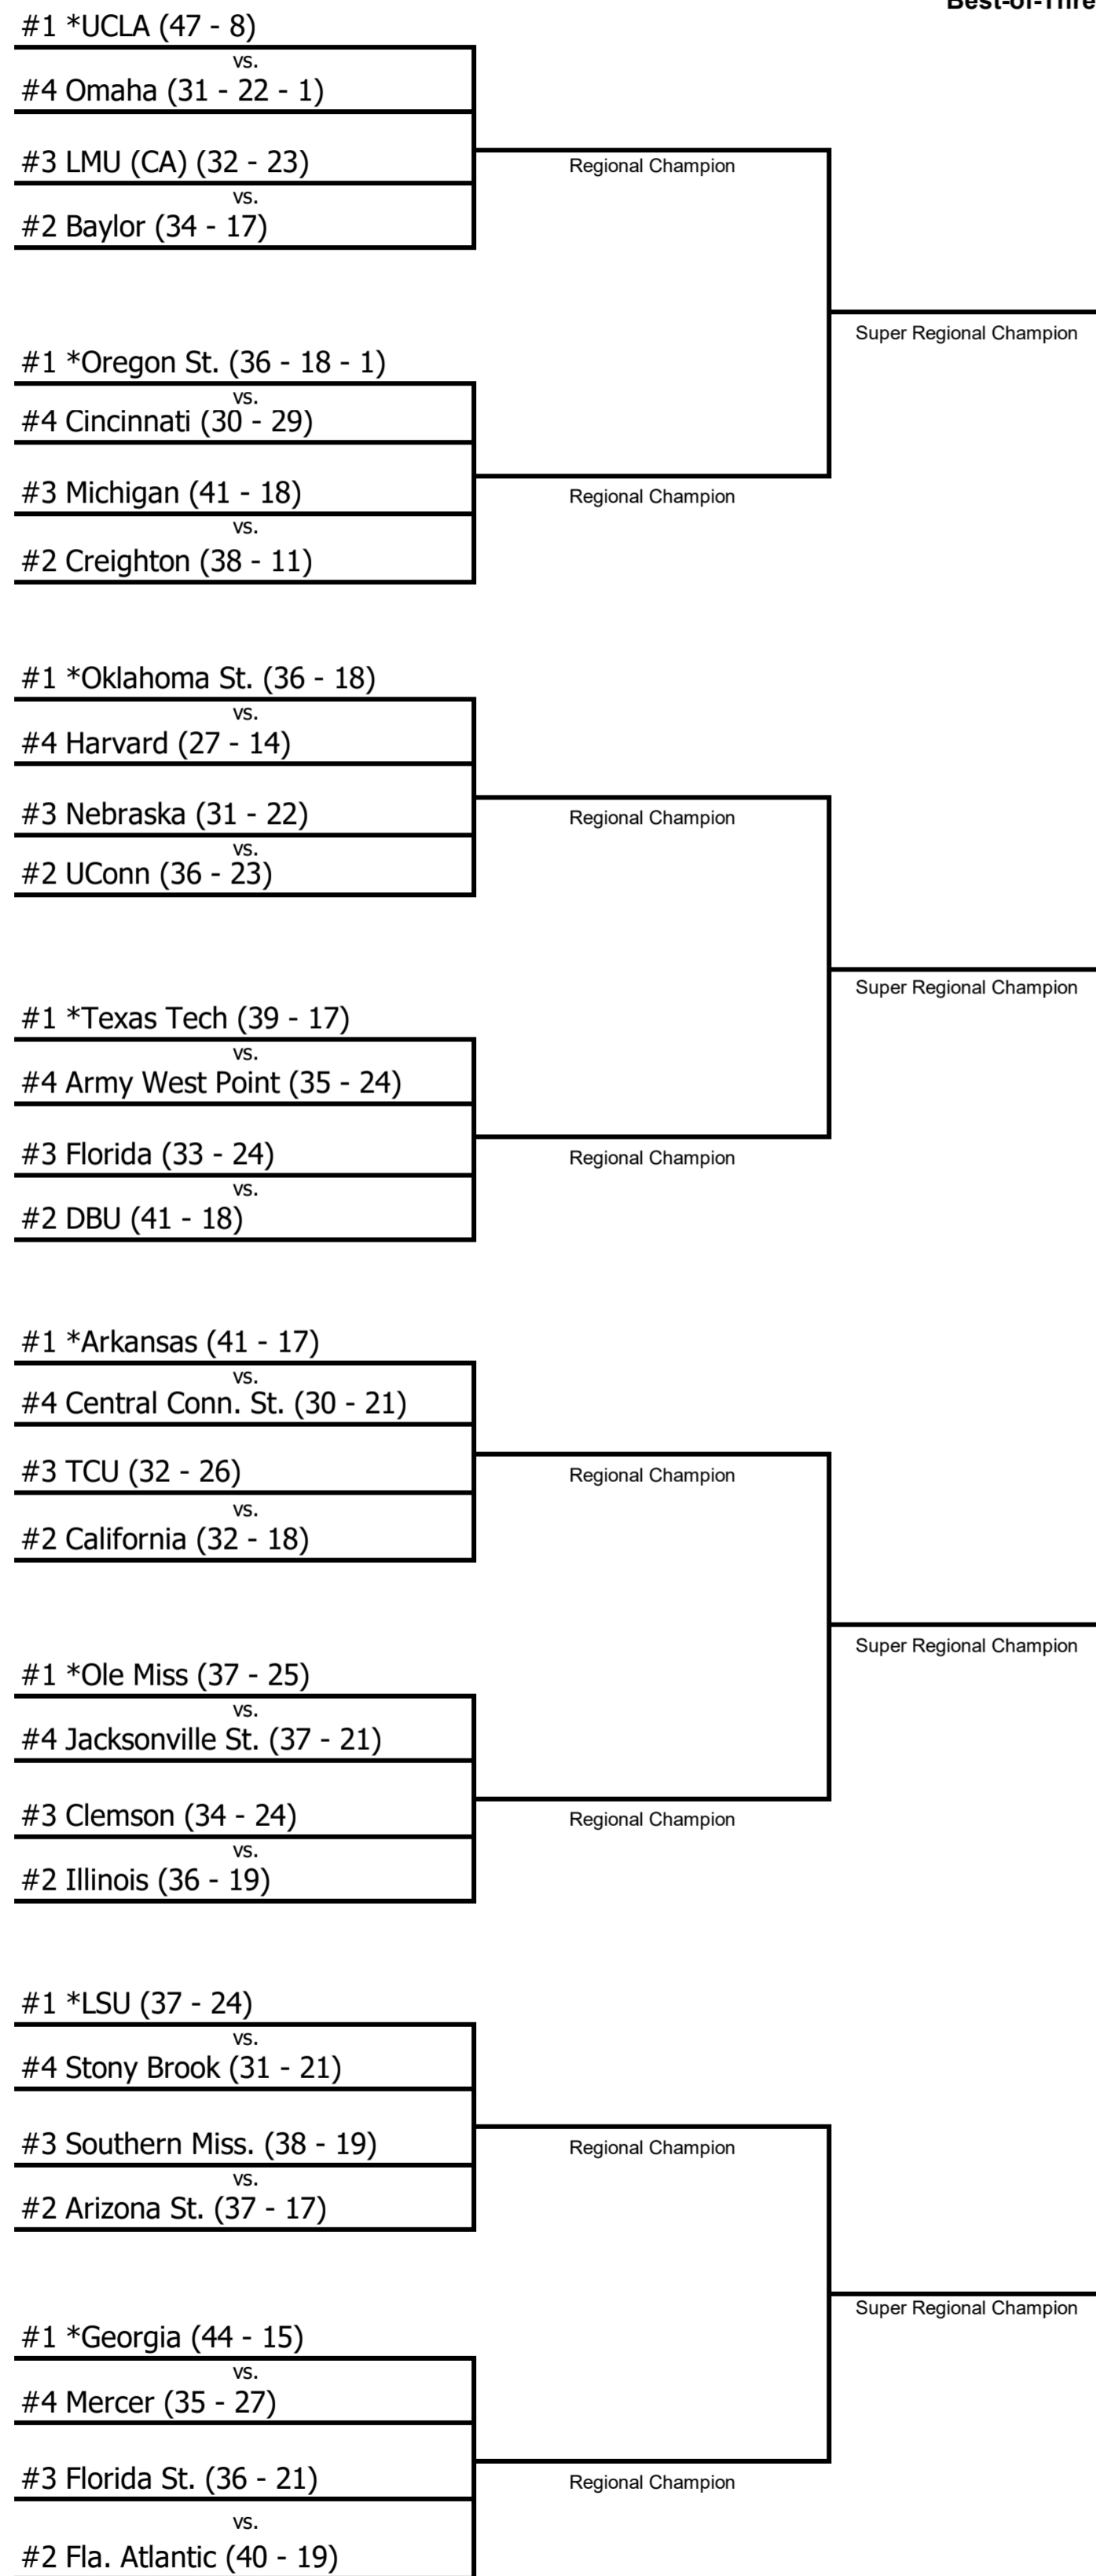 Best-of-Thre
#1 *UCLA (47 - 8)
vs.
#4 Omaha (31 - 22 - 1)
#3 LMU (CA) (32 - 23)
Regional Champion
vs.
#2 Baylor (34 - 17)
Super Regional Champion
#1 *Oregon St. (36 - 18 - 1)
vs.
#4 Cincinnati (30 - 29)
#3 Michigan (41 - 18)
Regional Champion
vs.
#2 Creighton (38 - 11)
#1 *Oklahoma St. (36 - 18)
vs.
#4 Harvard (27 - 14)
#3 Nebraska (31 - 22)
Regional Champion
vs.
#2 UConn (36 - 23)
Super Regional Champion
#1 *Texas Tech (39 - 17)
vs.
#4 Army West Point (35 - 24)
#3 Florida (33 - 24)
Regional Champion
vs.
#2 DBU (41 - 18)
#1 *Arkansas (41 - 17)
vs.
#4 Central Conn. St. (30 - 21)
#3 TCU (32 - 26)
Regional Champion
vs.
#2 California (32 - 18)
Super Regional Champion
#1 *Ole Miss (37 - 25)
vs.
#4 Jacksonville St. (37 - 21)
#3 Clemson (34 - 24)
Regional Champion
vs.
#2 Illinois (36 - 19)
#1 *LSU (37 - 24)
vs.
#4 Stony Brook (31 - 21)
#3 Southern Miss. (38 - 19)
Regional Champion
vs.
#2 Arizona St. (37 - 17)
Super Regional Champion
#1 *Georgia (44 - 15)
vs.
#4 Mercer (35 - 27)
#3 Florida St. (36 - 21)
Regional Champion
vs.
#2 Fla. Atlantic (40 - 19)